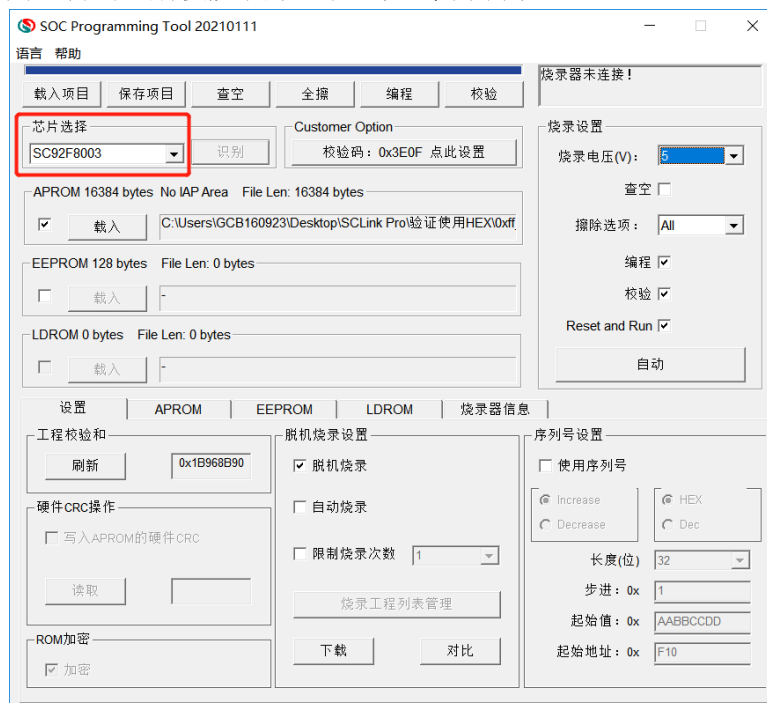 SOC Programming Tool 20210111
语言 帮助
烧录器未连接!
载入项目 保存项目 查空 全擦 编程 校验
芯片选择
SC92F8003 识别
Customer Option
校验码：0x3E0F 点此设置
烧录设置
烧录电压(V)： 5
查空
擦除选项： All
编程
校验
Reset and Run
自动
APROM 16384 bytes No IAP Area File Len: 16384 bytes
载入 C:\Users\GCB160923\Desktop\SCLink Pro\验证使用HEX\0xff
EEPROM 128 bytes File Len: 0 bytes
载入 -
LDROM 0 bytes File Len: 0 bytes
载入 -
设置 APROM EEPROM LDROM 烧录器信息
工程校验和
刷新 0x1B968B90
硬件CRC操作
写入APROM的硬件CRC
读取
ROM加密
加密
脱机烧录设置
脱机烧录
自动烧录
限制烧录次数 1
烧录工程列表管理
下载 对比
序列号设置
使用序列号
Increase HEX
Decrease Dec
长度(位) 32
步进：0x 1
起始值：0x AABBCCDD
起始地址：0x F10